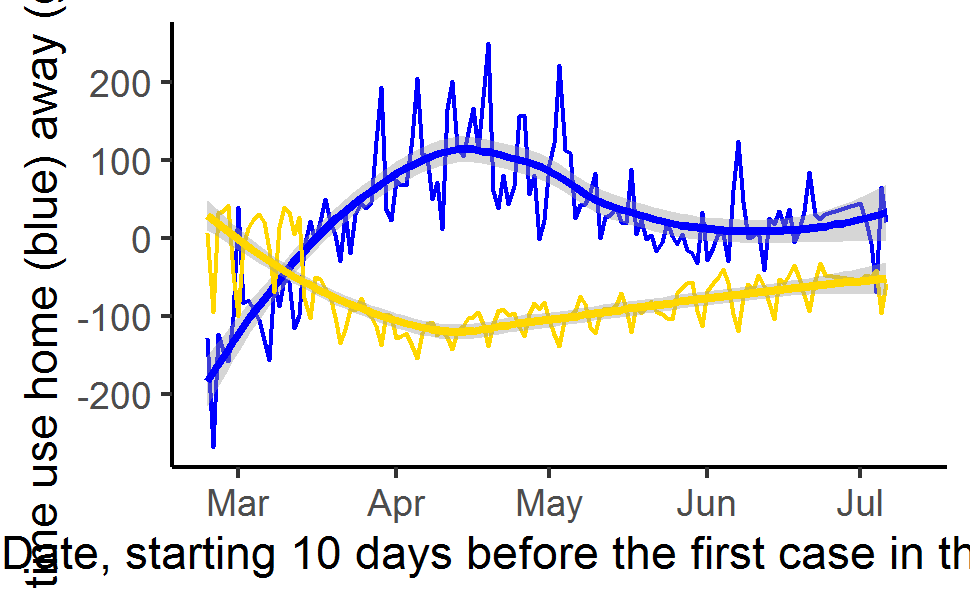 time use home (blue) away (
200
100
0
-100
-200
Mar Apr May Jun Jul
Date, starting 10 days before the first case in th